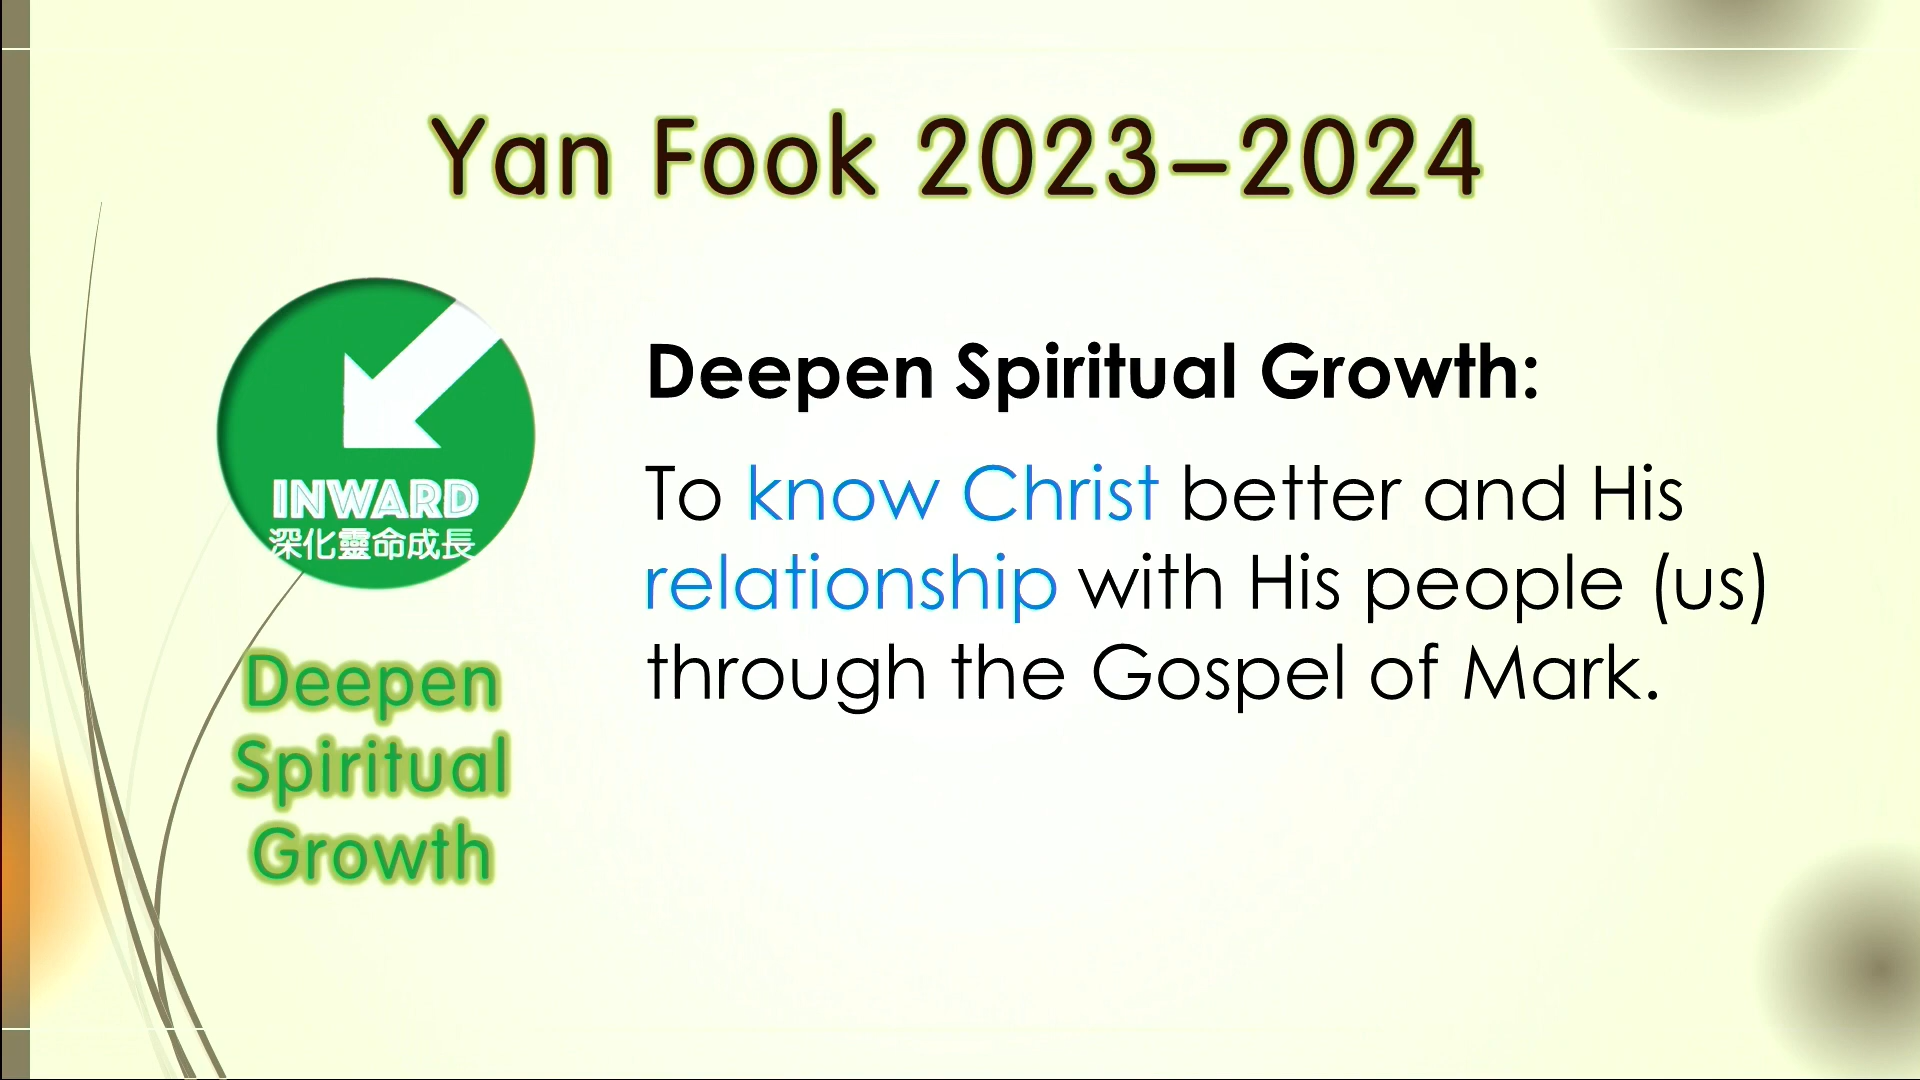 Yan Fook 2023–2024
INWARD
深化靈命成長
Deepen
Spiritual
Growth
Deepen Spiritual Growth:
To know Christ better and His
relationship with His people (us)
through the Gospel of Mark.